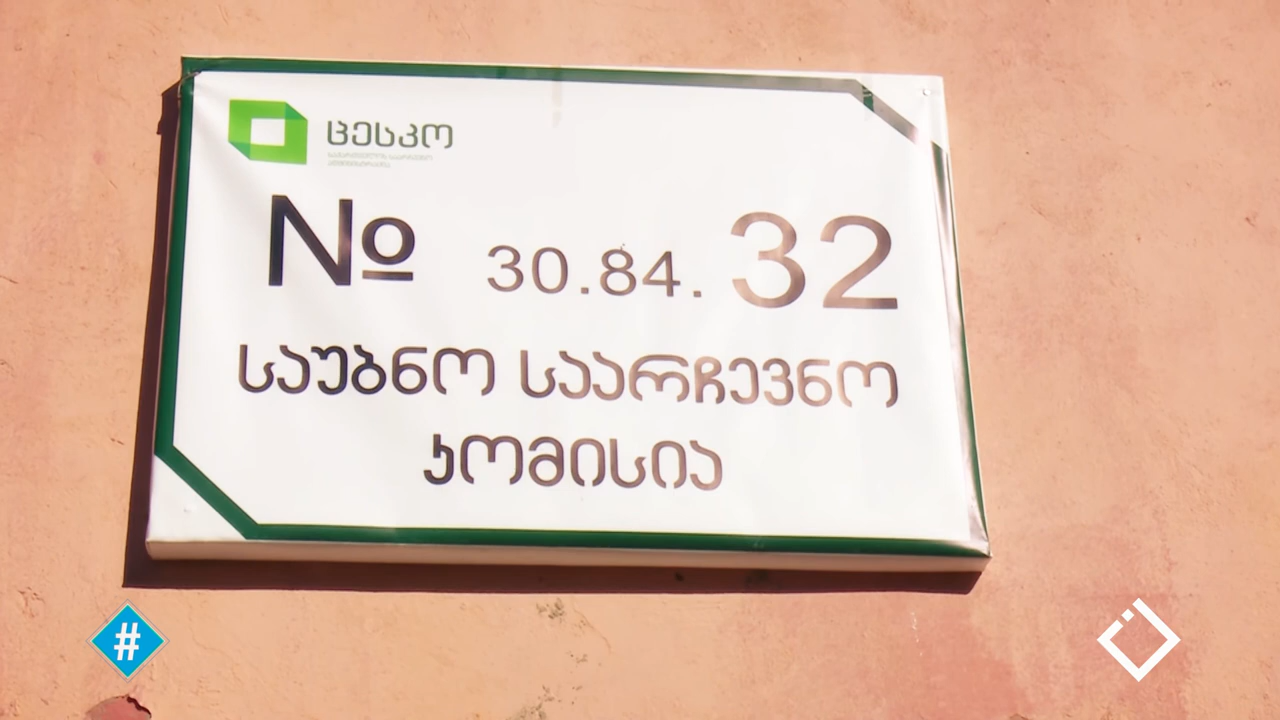 ცესკო
საქართველოს საარჩევნო
ადმინისტრაცია
№ 30.84. 32
საუბნო საარჩევნო
კომისია
#